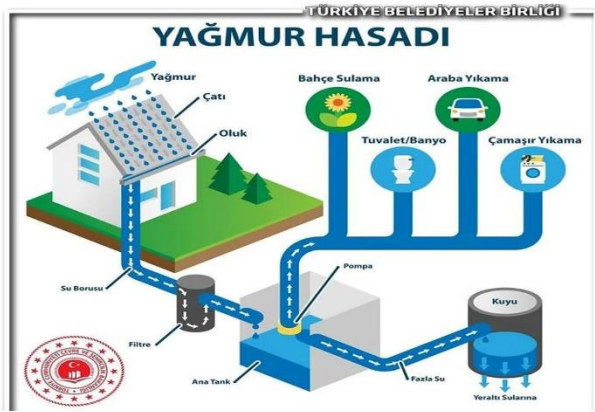 TÜRKİYE BELEDİYELER BİRLİĞİ
YAĞMUR HASADI
Yağmur
Çatı
Oluk
Bahçe Sulama
Araba Yıkama
Tuvalet/Banyo
Çamaşır Yıkama
Su Borusu
Pompa
Filtre
Kuyu
Ana Tank
Fazla Su
Yeraltı Sularına